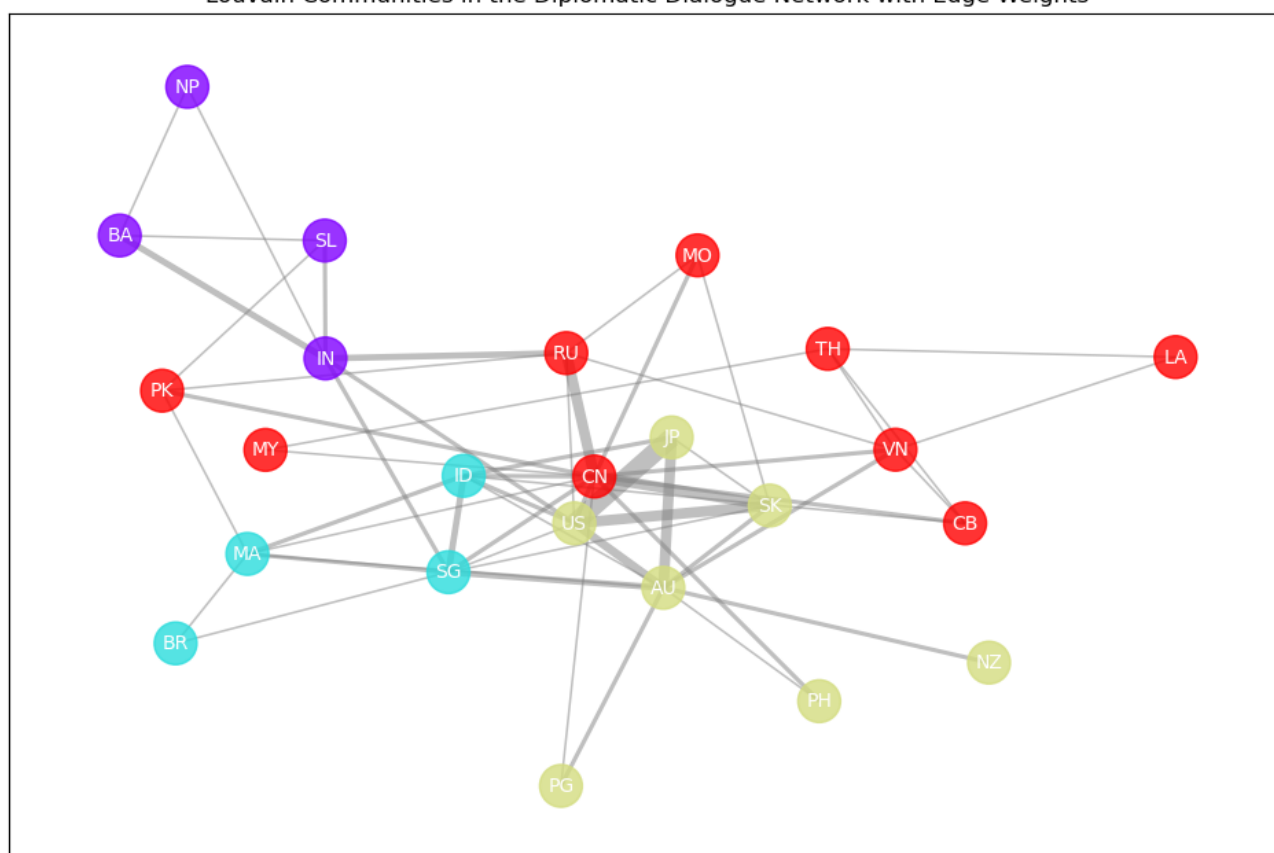 Louvain Communities in the Diplomatic Dialogue Network with Edge Weights
NP
BA
SL
MO
IN
RU
TH
LA
PK
MY
JP
VN
ID
CN
SK
US
CB
MA
SG
AU
BR
NZ
PH
PG